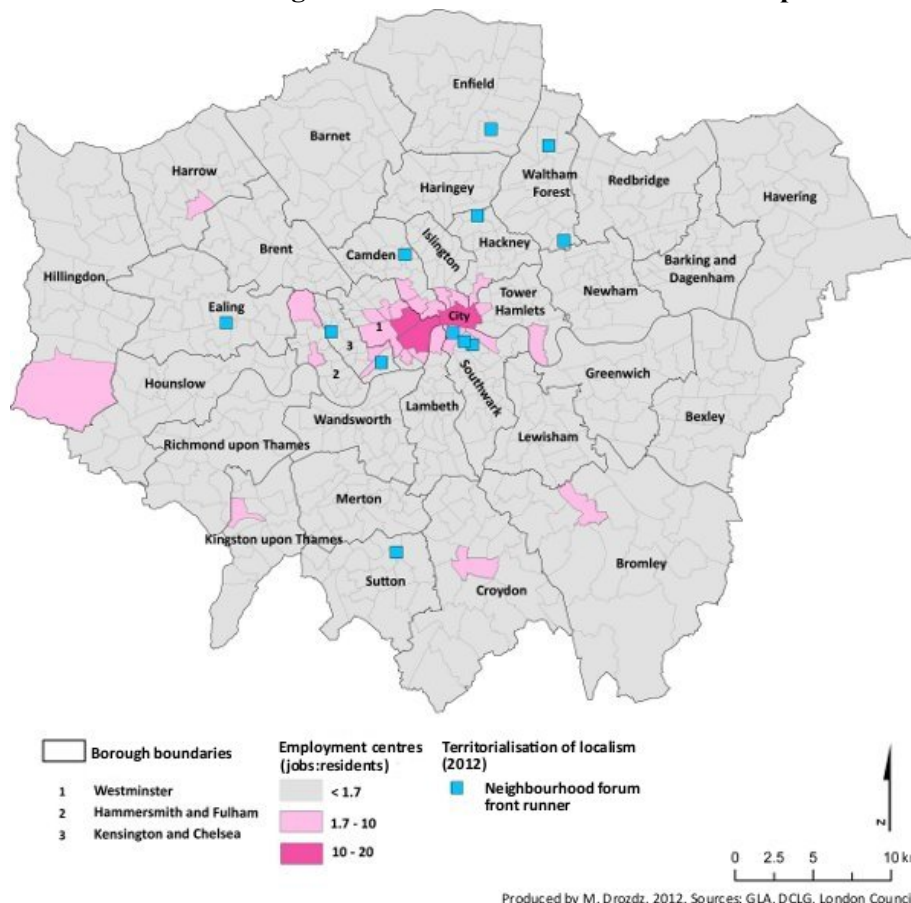 Enfield
Barnet
Harrow
Haringey
Waltham
Forest
Redbridge
Havering
Brent
Camden
Islington
Hackney
Hillingdon
Barking and
Dagenham
Ealing
Tower
Hamlets
Newham
1
City
3
2
Hounslow
Southwark
Greenwich
Lambeth
Wandsworth
Bexley
Richmond upon Thames
Lewisham
Merton
Kingston upon Thames
Bromley
Sutton
Croydon
Borough boundaries
1 Westminster
2 Hammersmith and Fulham
3 Kensington and Chelsea
Employment centres
(jobs:residents)
< 1.7
1.7 - 10
10 - 20
Territorialisation of localism
(2012)
Neighbourhood forum
front runner
N
0 2.5 5 10
Produced by M. Drozdz, 2012. Sources: GLA, DCLG, London